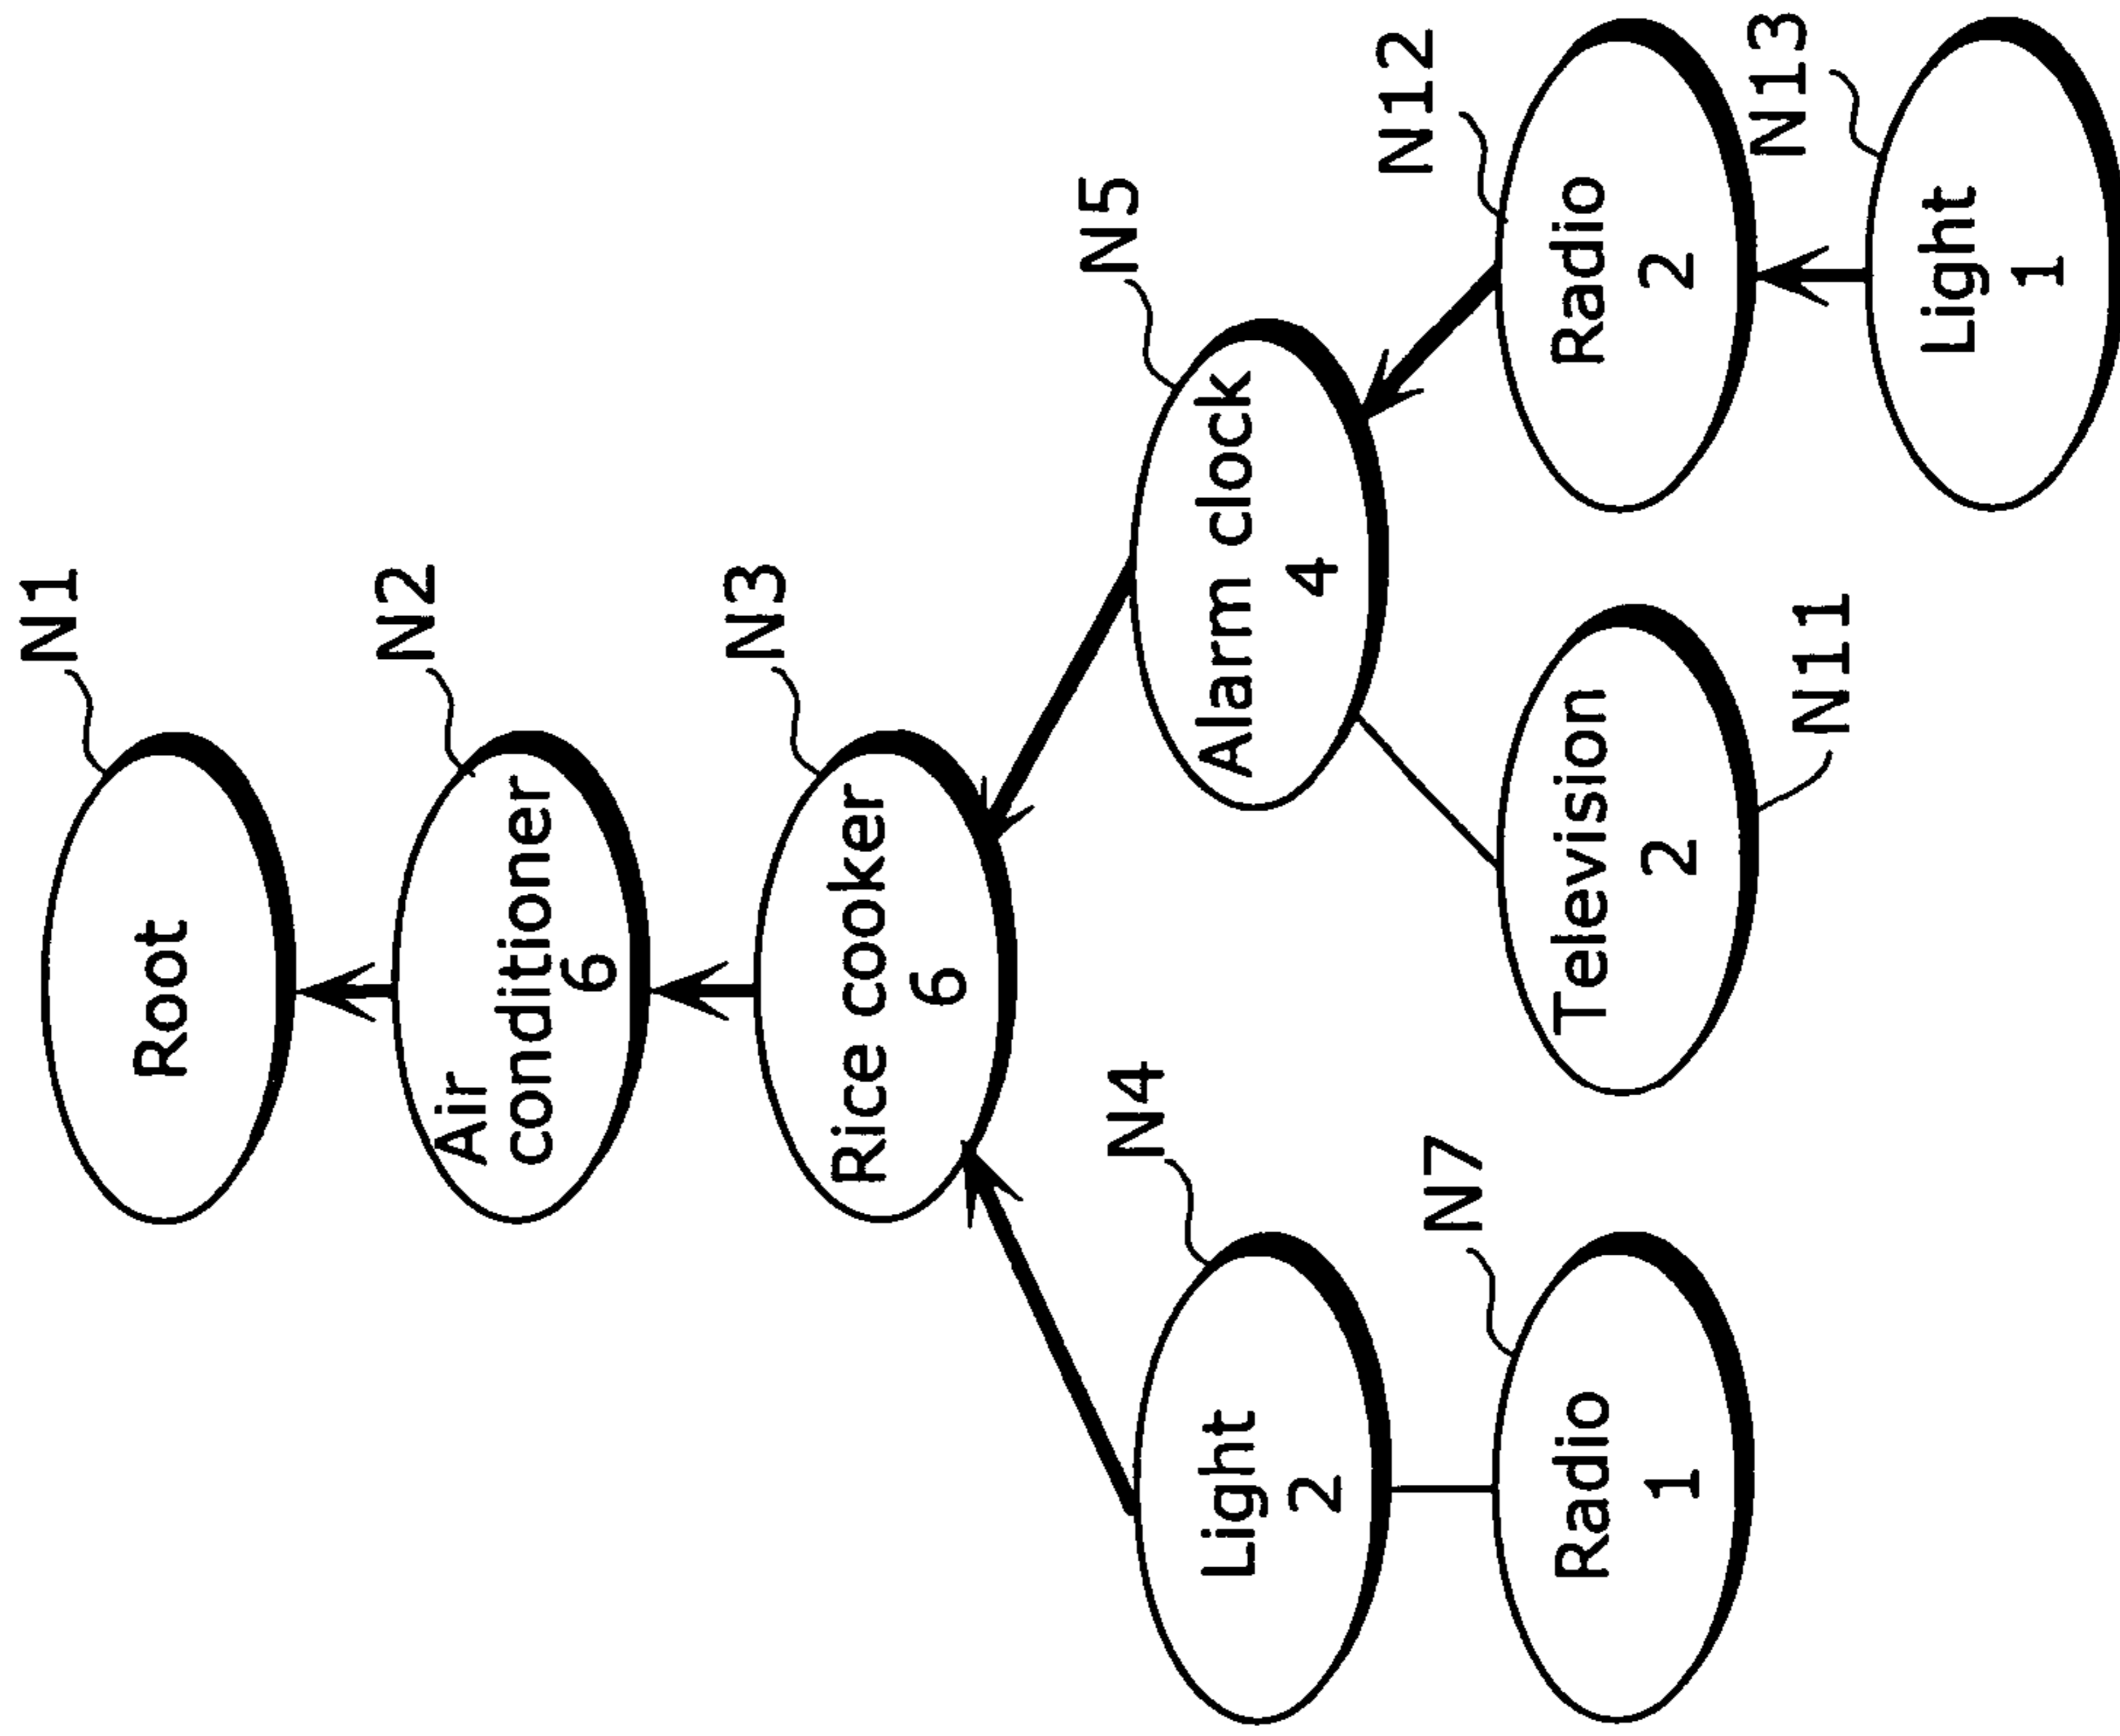 N1
Root
N2
Air
conditioner
6
N3
Rice cooker
6
N4
Light
2
N5
Alarm clock
4
N7
Radio
1
Television
2
N11
N12
Radio
2
N13
Light
1